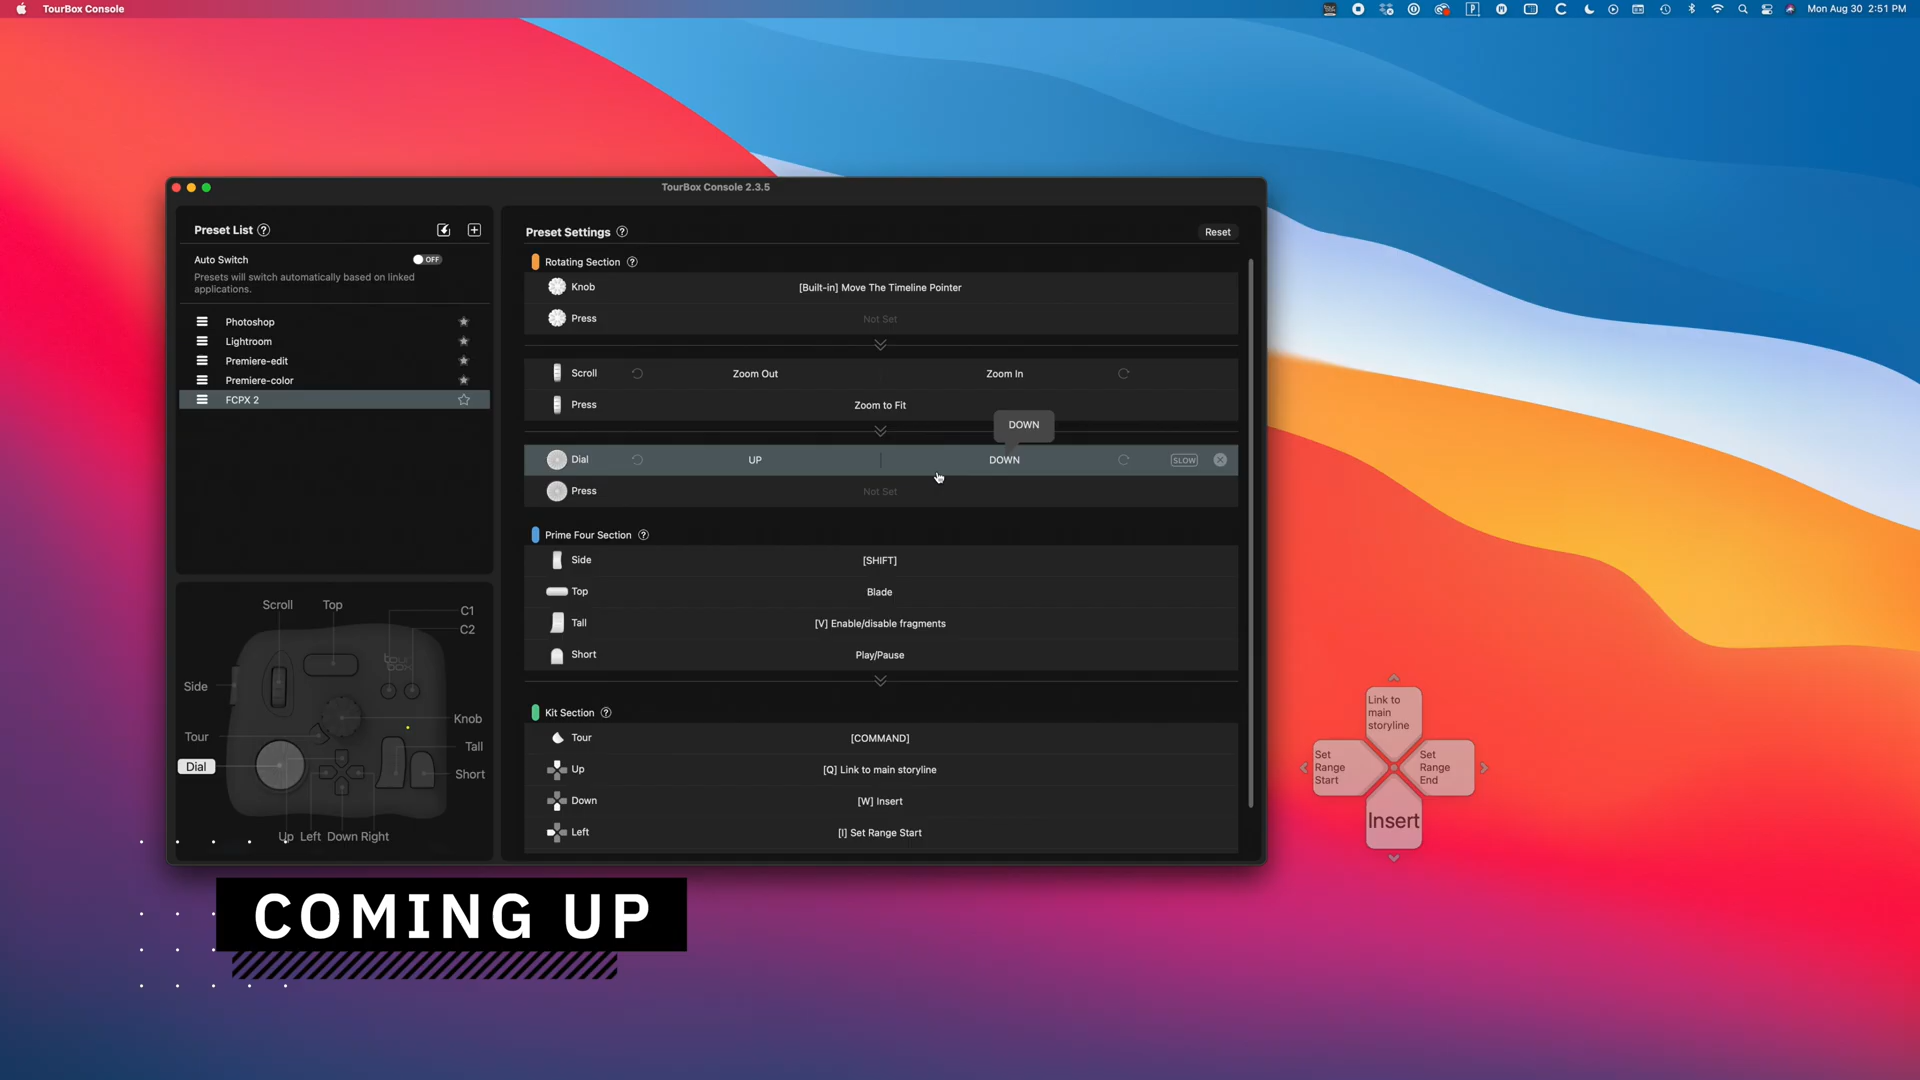 TourBox Console
Mon Aug 30 2:51 PM
TourBox Console 2.3.5
Preset List ?
Auto Switch OFF
Presets will switch automatically based on linked
applications.
Photoshop
Lightroom
Premiere-edit
Premiere-color
FCPX 2
Preset Settings ?
Reset
Rotating Section ?
Knob [Built-in] Move The Timeline Pointer
Press Not Set
Scroll Zoom Out Zoom In
Press Zoom to Fit
DOWN
Dial UP DOWN SLOW
Press Not Set
Prime Four Section ?
Side [SHIFT]
Top Blade
Tall [V] Enable/disable fragments
Short Play/Pause
Kit Section ?
Tour [COMMAND]
Up [Q] Link to main storyline
Down [W] Insert
Left [I] Set Range Start
Scroll Top
C1
C2
tour
box
Side
Knob
Tour
Tall
Dial
Short
Up Left Down Right
Link to
main
storyline
Set
Range
Start
Set
Range
End
Insert
COMING UP